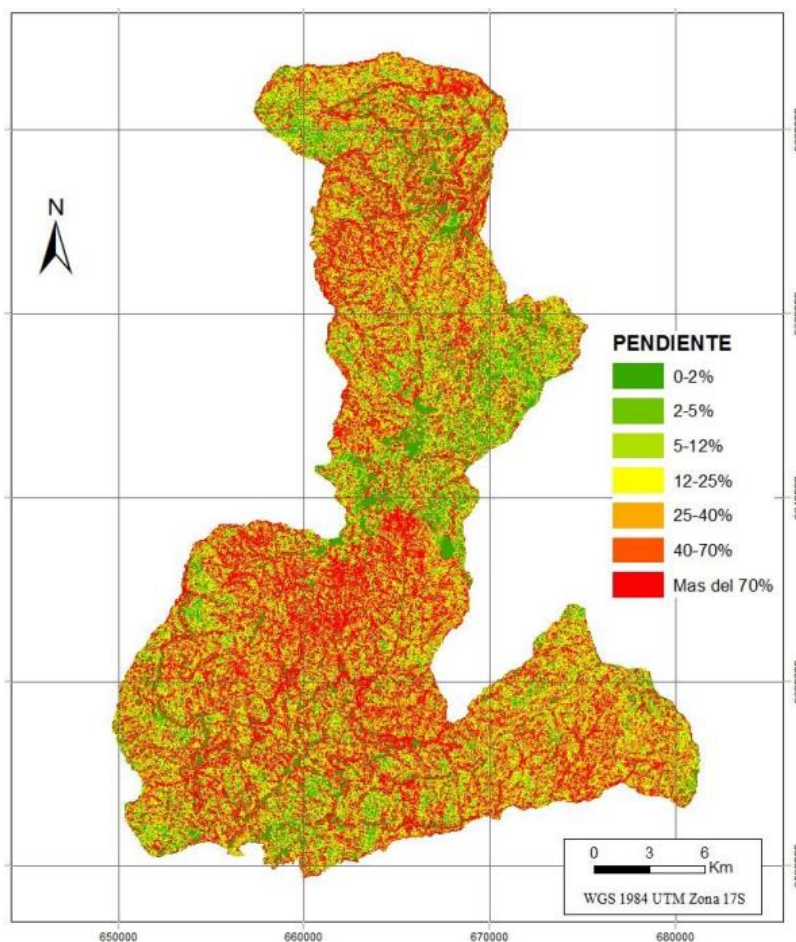 N
PENDIENTE
0-2%
2-5%
5-12%
12-25%
25-40%
40-70%
Mas del 70%
0 3 6
Km
WGS 1984 UTM Zona 17S
650000 660000 670000 680000